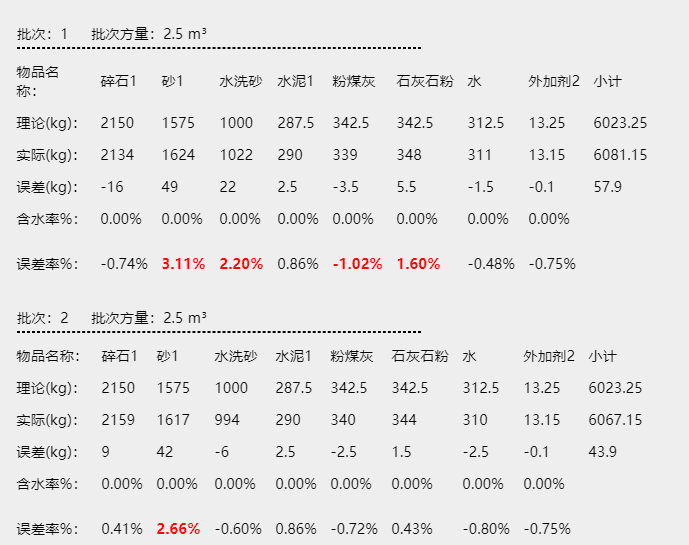 批次：1 批次方量：2.5 m³
物品名称： 碎石1 砂1 水洗砂 水泥1 粉煤灰 石灰石粉 水 外加剂2 小计
理论(kg)： 2150 1575 1000 287.5 342.5 342.5 312.5 13.25 6023.25
实际(kg)： 2134 1624 1022 290 339 348 311 13.15 6081.15
误差(kg)： -16 49 22 2.5 -3.5 5.5 -1.5 -0.1 57.9
含水率%： 0.00% 0.00% 0.00% 0.00% 0.00% 0.00% 0.00% 0.00%
误差率%： -0.74% 3.11% 2.20% 0.86% -1.02% 1.60% -0.48% -0.75%
批次：2 批次方量：2.5 m³
物品名称： 碎石1 砂1 水洗砂 水泥1 粉煤灰 石灰石粉 水 外加剂2 小计
理论(kg)： 2150 1575 1000 287.5 342.5 342.5 312.5 13.25 6023.25
实际(kg)： 2159 1617 994 290 340 344 310 13.15 6067.15
误差(kg)： 9 42 -6 2.5 -2.5 1.5 -2.5 -0.1 43.9
含水率%： 0.00% 0.00% 0.00% 0.00% 0.00% 0.00% 0.00% 0.00%
误差率%： 0.41% 2.66% -0.60% 0.86% -0.72% 0.43% -0.80% -0.75%